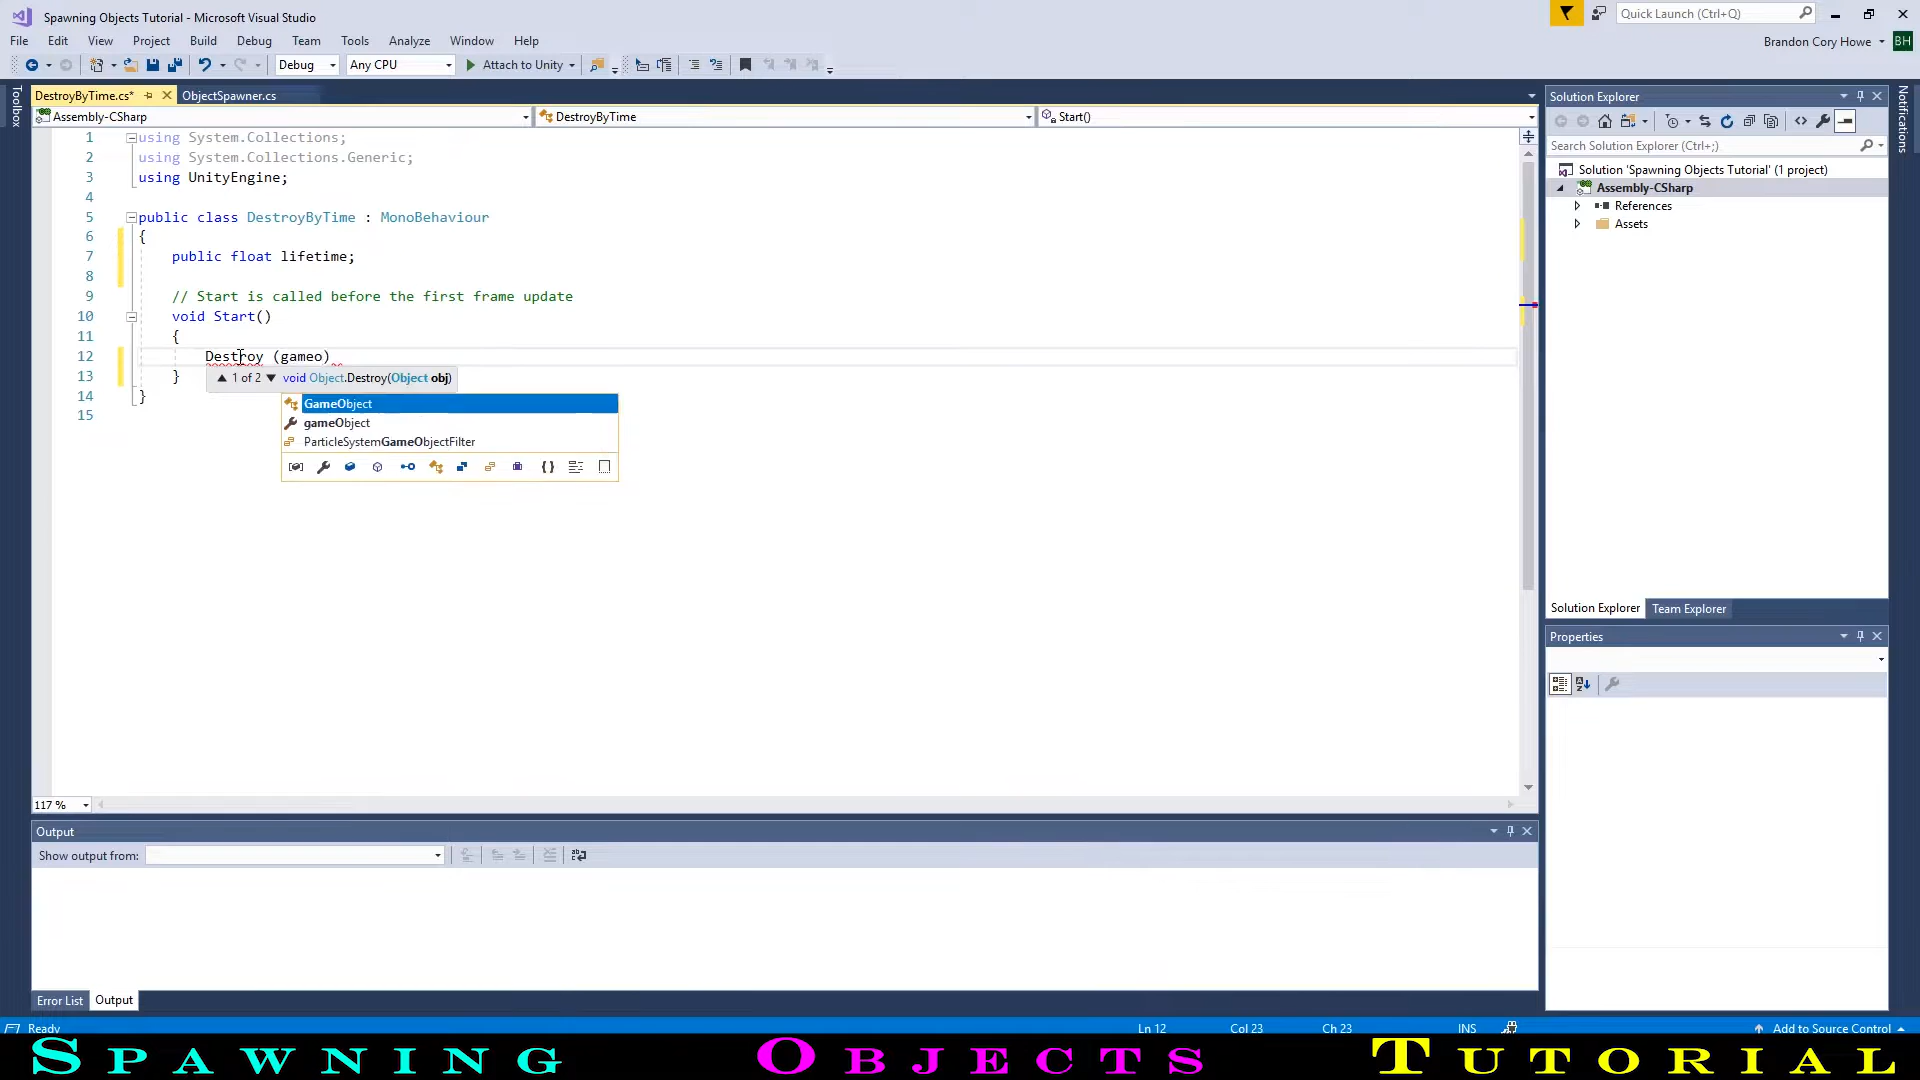 Spawning Objects Tutorial - Microsoft Visual Studio
Quick Launch (Ctrl+Q)
File Edit View Project Build Debug Team Tools Analyze Window Help
Brandon Cory Howe BH
Debug Any CPU Attach to Unity
Toolbox
DestroyByTime.cs* ObjectSpawner.cs
Assembly-CSharp DestroyByTime Start()
1 using System.Collections;
2 using System.Collections.Generic;
3 using UnityEngine;
4
5 public class DestroyByTime : MonoBehaviour
6 {
7 public float lifetime;
8
9 // Start is called before the first frame update
10 void Start()
11 {
12 Destroy (gameo)
13 }
1 of 2 void Object.Destroy(Object obj)
14 }
15
GameObject
gameObject
ParticleSystemGameObjectFilter
117 %
Output
Show output from:
Error List Output
Solution Explorer
Search Solution Explorer (Ctrl+;)
Solution 'Spawning Objects Tutorial' (1 project)
Assembly-CSharp
References
Assets
Solution Explorer Team Explorer
Properties
Notifications
Ready Ln 12 Col 23 Ch 23 INS Add to Source Control
SPAWNING OBJECTS TUTORIAL